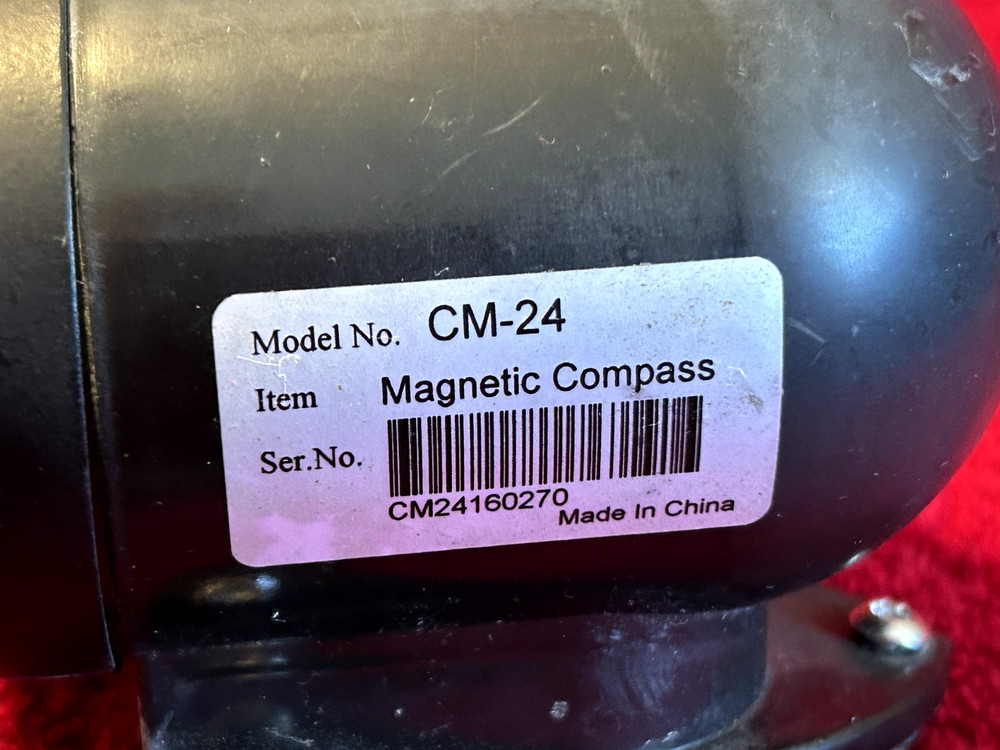 Model No. CM-24
Item Magnetic Compass
Ser.No.
CM24160270
Made In China